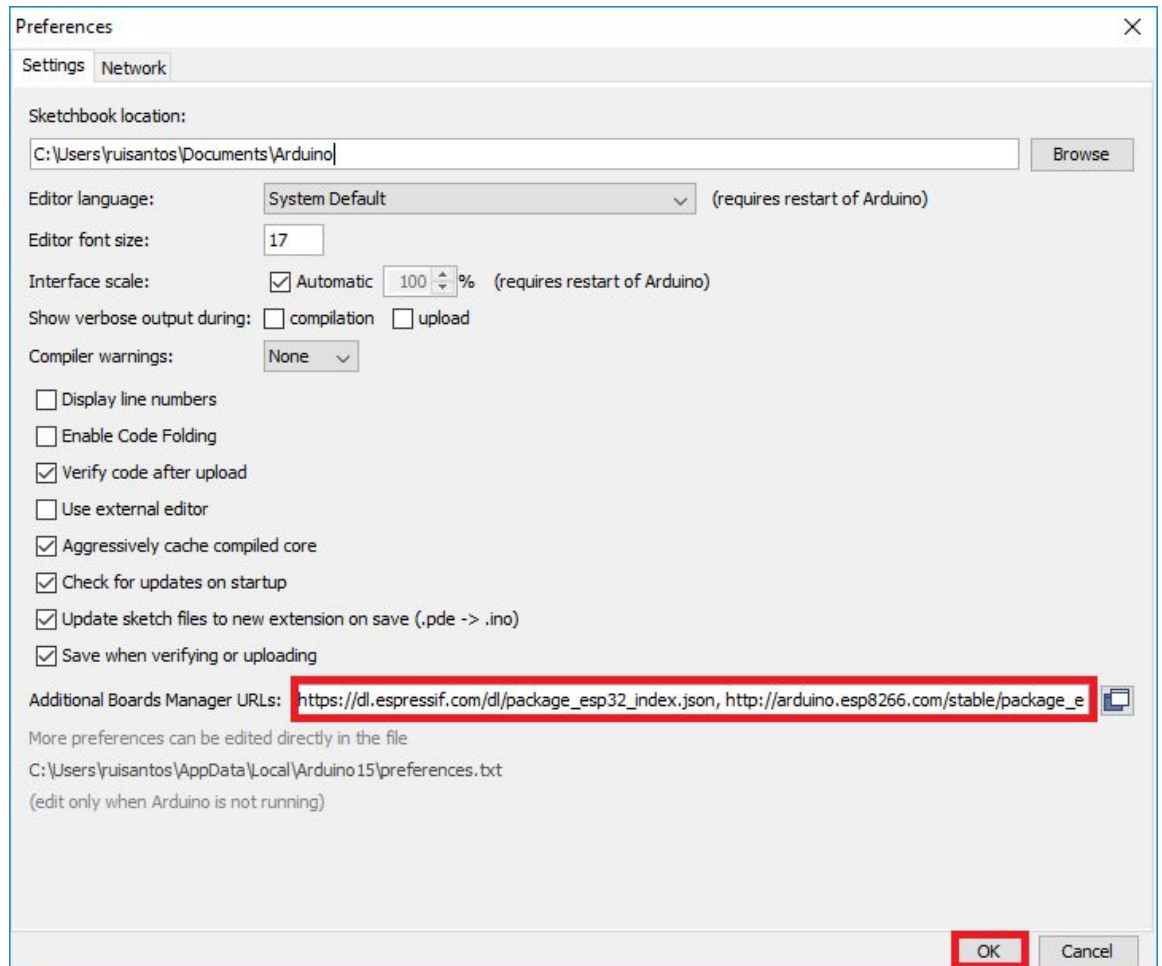 Preferences
Settings Network
Sketchbook location:
C:\Users\ruisantos\Documents\Arduino Browse
Editor language: System Default (requires restart of Arduino)
Editor font size: 17
Interface scale: Automatic 100 % (requires restart of Arduino)
Show verbose output during: compilation upload
Compiler warnings: None
Display line numbers
Enable Code Folding
Verify code after upload
Use external editor
Aggressively cache compiled core
Check for updates on startup
Update sketch files to new extension on save (.pde -> .ino)
Save when verifying or uploading
Additional Boards Manager URLs: https://dl.espressif.com/dl/package_esp32_index.json, http://arduino.esp8266.com/stable/package_e
More preferences can be edited directly in the file
C:\Users\ruisantos\AppData\Local\Arduino15\preferences.txt
(edit only when Arduino is not running)
OK Cancel